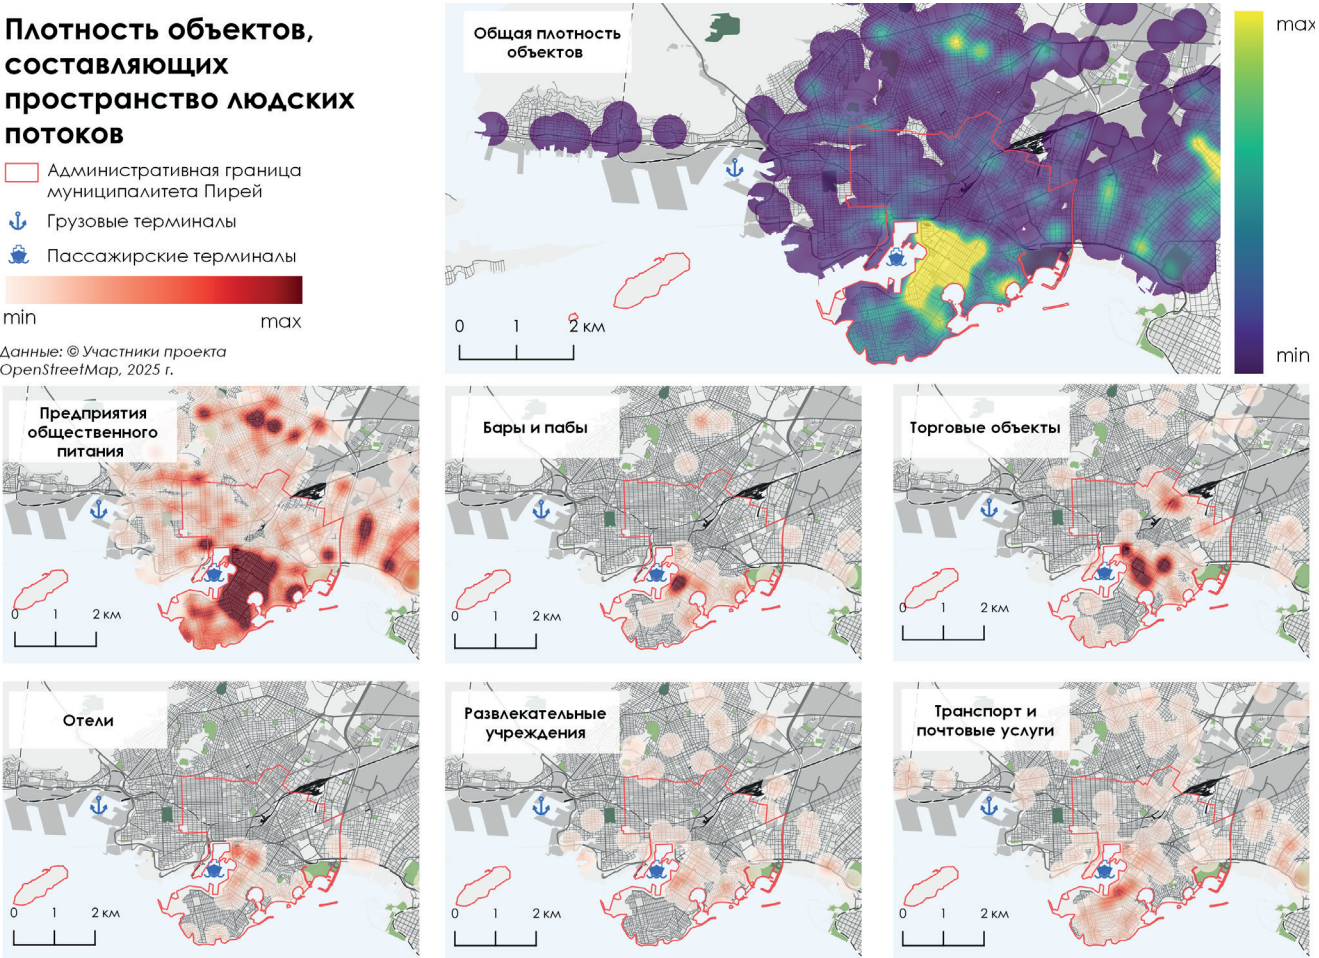 Плотность объектов,
составляющих
пространство людских
потоков
Административная граница
муниципалитета Пирей
Грузовые терминалы
Пассажирские терминалы
min
max
Данные: © Участники проекта
OpenStreetMap, 2025 г.
Общая плотность
объектов
0 1 2 км
max
min
Предприятия
общественного
питания
0 1 2 км
Бары и пабы
0 1 2 км
Торговые объекты
0 1 2 км
Отели
0 1 2 км
Развлекательные
учреждения
0 1 2 км
Транспорт и
почтовые услуги
0 1 2 км